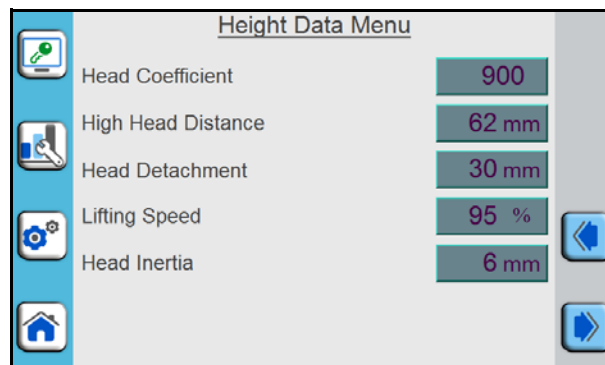 Height Data Menu
Head Coefficient 900
High Head Distance 62 mm
Head Detachment 30 mm
Lifting Speed 95 %
Head Inertia 6 mm